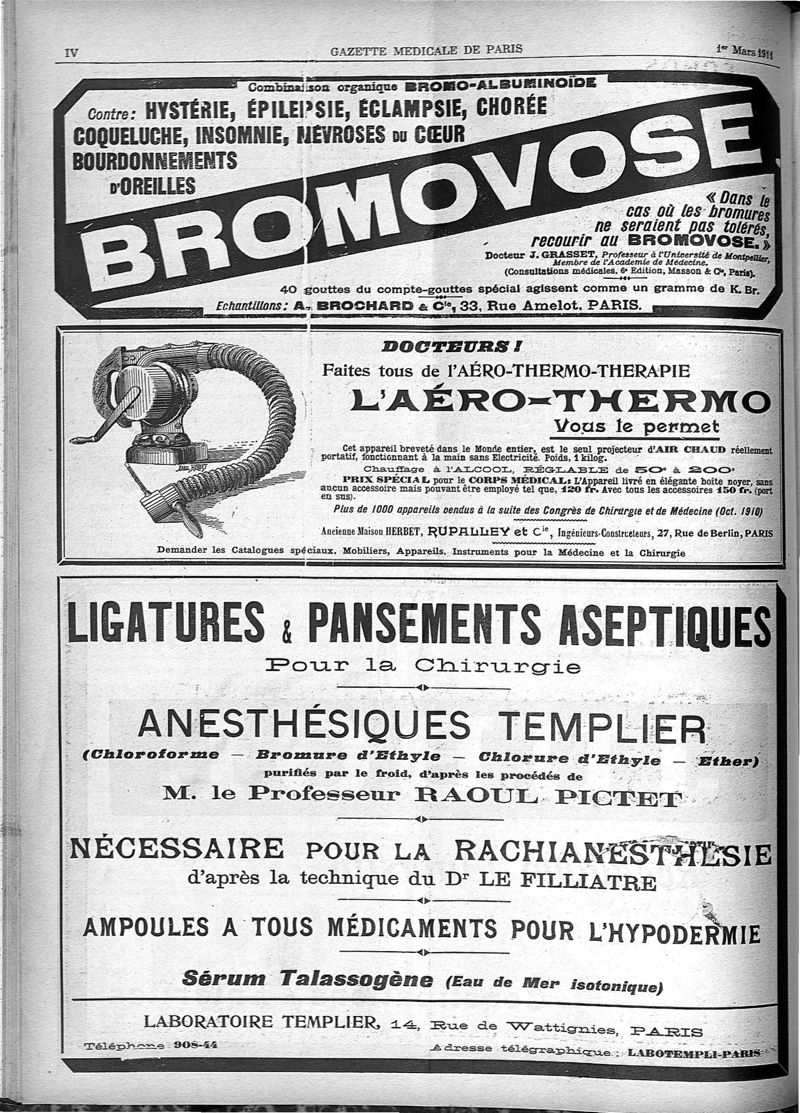 IV
GAZETTE MEDICALE DE PARIS
1er Mars 1911
Combinaison organique BROMO-ALBUMINOÏDE
Contre: HYSTÉRIE, ÉPILEPSIE, ÉCLAMPSIE, CHORÉE
COQUELUCHE, INSOMNIE, NÉVROSES DU CŒUR
BOURDONNEMENTS
D'OREILLES
BROMOVOSE
« Dans le
cas où les bromures
ne seraient pas tolérés,
recourir au BROMOVOSE. »
Docteur J. GRASSET, Professeur à l'Université de Montpellier,
Membre de l'Academie de Médecine.
(Consultations médicales, 6e Edition, Masson & Cie, Paris).
40 gouttes du compte-gouttes spécial agissent comme un gramme de K. Br.
Echantillons: A. BROCHARD & Cie, 33, Rue Amelot, PARIS.
DOCTEURS!
Faites tous de l'AÉRO-THERMO-THERAPIE
L'AÉRO-THERMO
Vous le permet
Cet appareil breveté dans le Monde entier, est le seul projecteur d'AIR CHAUD réellement
portatif, fonctionnant à la main sans Electricité. Poids, 1 kilog.
Chauffage à l'ALCOOL, RÉGLABLE de 50° à 200°
PRIX SPÉCIAL pour le CORPS MÉDICAL: L'Appareil livré en élégante boite noyer, sans
aucun accessoire mais pouvant être employé tel que, 120 fr. Avec tous les accessoires 150 fr. (port
en sus).
Plus de 1000 appareils vendus à la suite des Congrès de Chirurgie et de Médecine (Oct. 1910)
Ancienne Maison HERBET, RUPALLEY et Cie, Ingénieurs-Constructeurs, 27, Rue de Berlin, PARIS
Demander les Catalogues spéciaux, Mobiliers, Appareils, Instruments pour la Médecine et la Chirurgie
LIGATURES & PANSEMENTS ASEPTIQUES
Pour la Chirurgie
ANESTHÉSIQUES TEMPLIER
(Chloroforme — Bromure d'Ethyle — Chlorure d'Ethyle — Ether)
purifiés par le froid, d'après les procédés de
M. le Professeur RAOUL PICTET
NÉCESSAIRE POUR LA RACHIANESTHESIE
d'après la technique du Dr LE FILLIATRE
AMPOULES A TOUS MÉDICAMENTS POUR L'HYPODERMIE
Sérum Talassogène (Eau de Mer isotonique)
LABORATOIRE TEMPLIER, 14, Rue de Wattignies, PARIS
Téléphone 908-44
Adresse télégraphique: LABOTEMPLI-PARIS